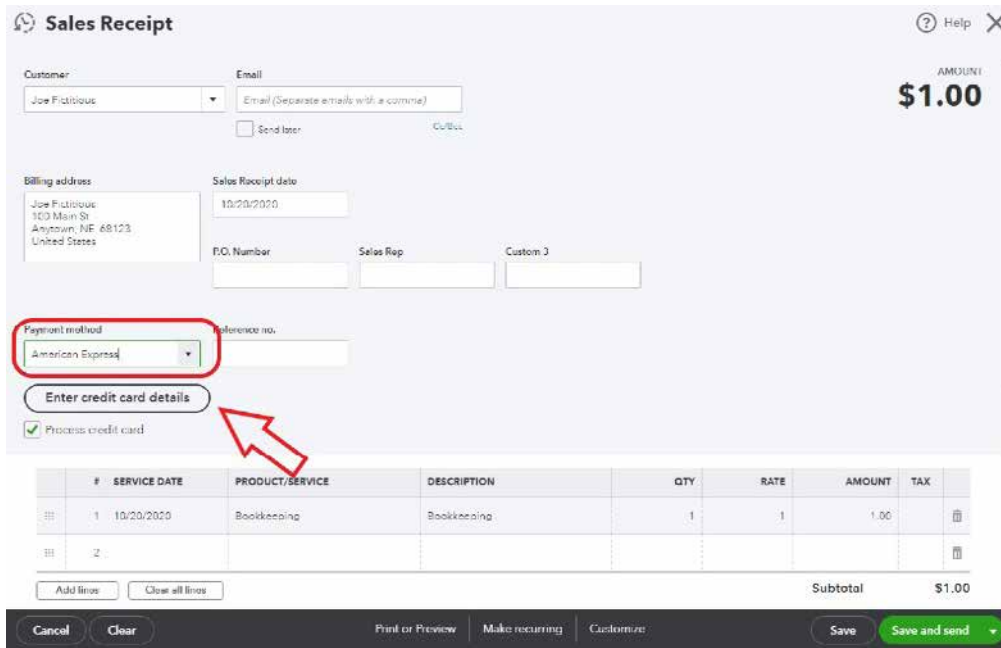 Sales Receipt
Help
Customer
Email
AMOUNT
Joe Fictitious
Email (Separate emails with a comma)
$1.00
Send later
Cc/Bcc
Billing address
Sales Receipt date
Joe Fictitious
100 Main St
Anytown, NE 68123
United States
10/20/2020
P.O. Number
Sales Rep
Custom 3
Payment method
Reference no.
American Express
Enter credit card details
Process credit card
# SERVICE DATE PRODUCT/SERVICE DESCRIPTION QTY RATE AMOUNT TAX
1 10/20/2020 Bookkeeping Bookkeeping 1 1 1.00
2
Add lines Clear all lines Subtotal $1.00
Cancel Clear Print or Preview Make recurring Customize Save Save and send